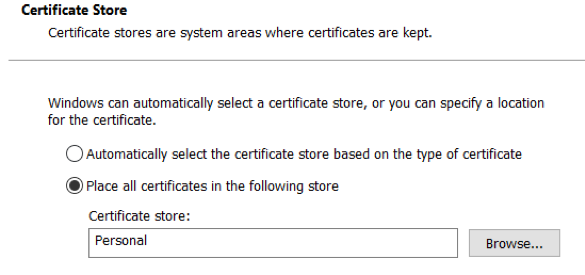 Certificate Store
Certificate stores are system areas where certificates are kept.
Windows can automatically select a certificate store, or you can specify a location
for the certificate.
Automatically select the certificate store based on the type of certificate
Place all certificates in the following store
Certificate store:
Personal
Browse...